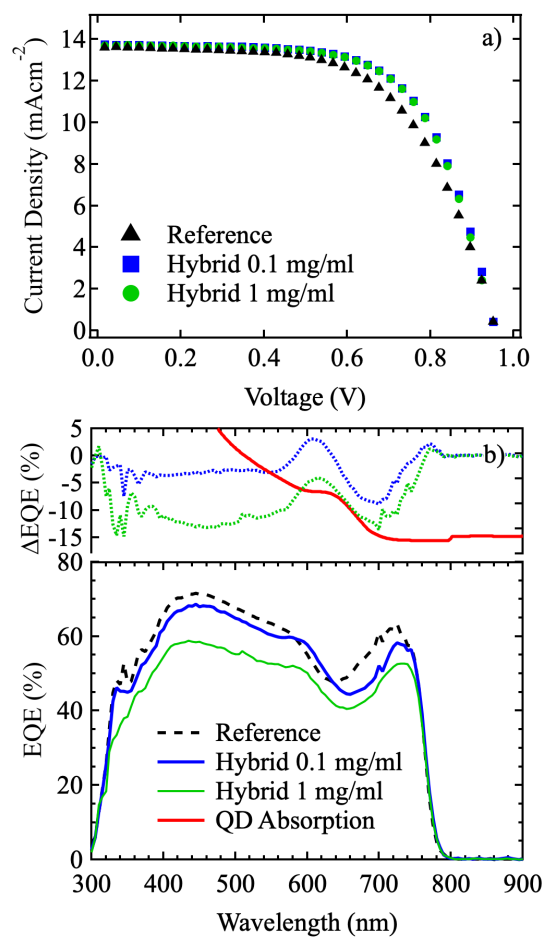 a)
14
12
10
8
6
4
2
0
Current Density (mAcm⁻²)
Reference
Hybrid 0.1 mg/ml
Hybrid 1 mg/ml
0.0 0.2 0.4 0.6 0.8 1.0
Voltage (V)
b)
5
0
-5
-10
-15
ΔEQE (%)
80
60
40
20
0
EQE (%)
Reference
Hybrid 0.1 mg/ml
Hybrid 1 mg/ml
QD Absorption
300 400 500 600 700 800 900
Wavelength (nm)